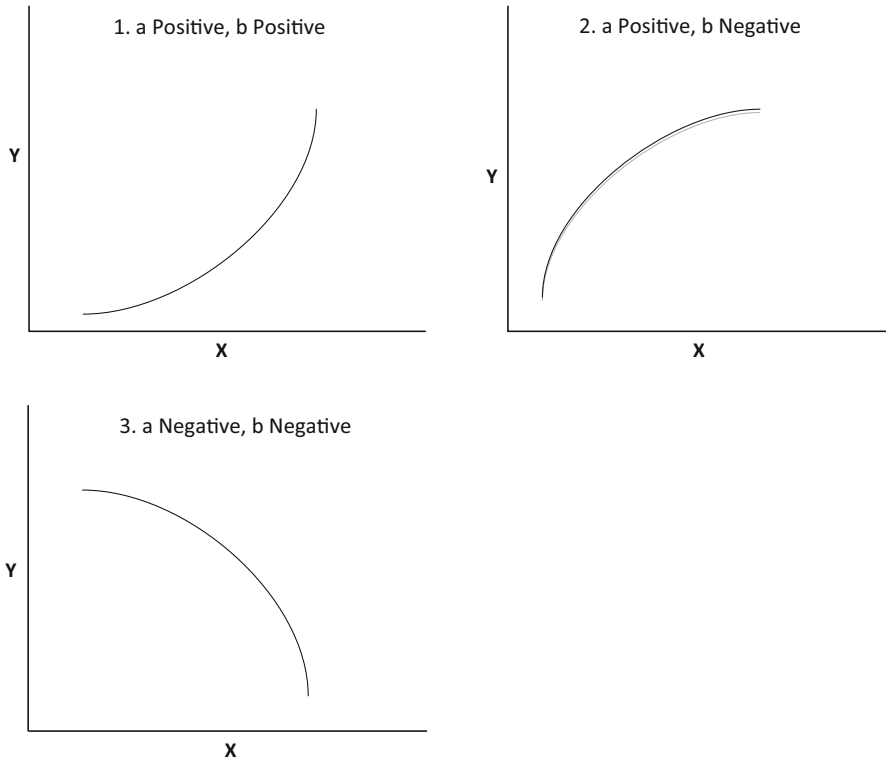 1. a Positive, b Positive
Y
X
2. a Positive, b Negative
Y
X
3. a Negative, b Negative
Y
X